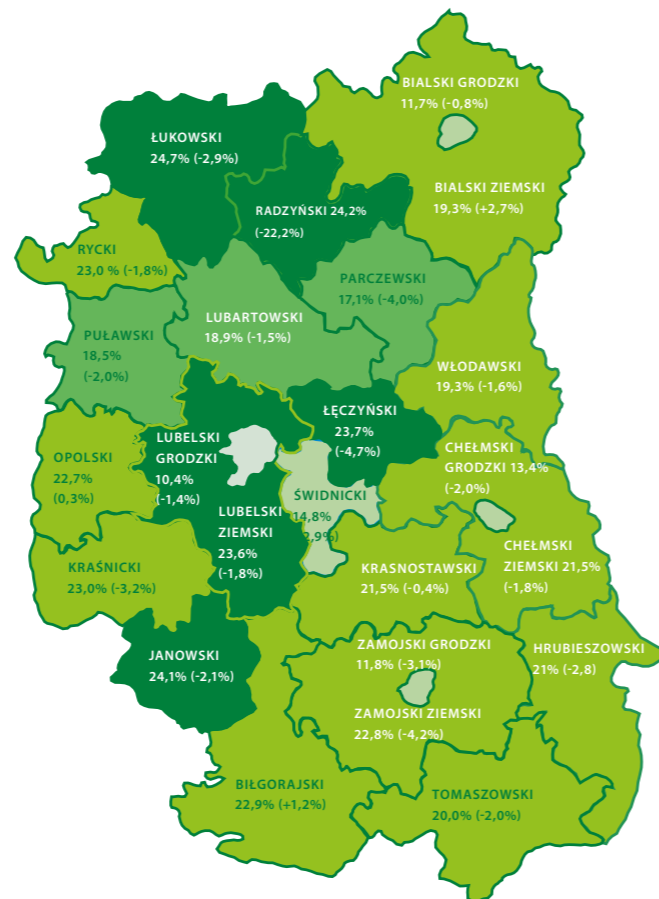 BIALSKI GRODZKI
11,7% (-0,8%)
ŁUKOWSKI
24,7% (-2,9%)
BIALSKI ZIEMSKI
19,3% (+2,7%)
RADZYŃSKI 24,2%
(-22,2%)
RYCKI
23,0 % (-1,8%)
PARCZEWSKI
17,1% (-4,0%)
LUBARTOWSKI
18,9% (-1,5%)
PUŁAWSKI
18,5%
(-2,0%)
WŁODAWSKI
19,3% (-1,6%)
ŁĘCZYŃSKI
23,7%
(-4,7%)
LUBELSKI
GRODZKI
10,4%
(-1,4%)
OPOLSKI
22,7%
(0,3%)
CHEŁMSKI
GRODZKI 13,4%
(-2,0%)
ŚWIDNICKI
14,8%
2,9%)
LUBELSKI
ZIEMSKI
23,6%
(-1,8%)
CHEŁMSKI
ZIEMSKI 21,5%
(-1,8%)
KRAŚNICKI
23,0% (-3,2%)
KRASNOSTAWSKI
21,5% (-0,4%)
JANOWSKI
24,1% (-2,1%)
ZAMOJSKI GRODZKI
11,8% (-3,1%)
HRUBIESZOWSKI
21% (-2,8)
ZAMOJSKI ZIEMSKI
22,8% (-4,2%)
BIŁGORAJSKI
22,9% (+1,2%)
TOMASZOWSKI
20,0% (-2,0%)